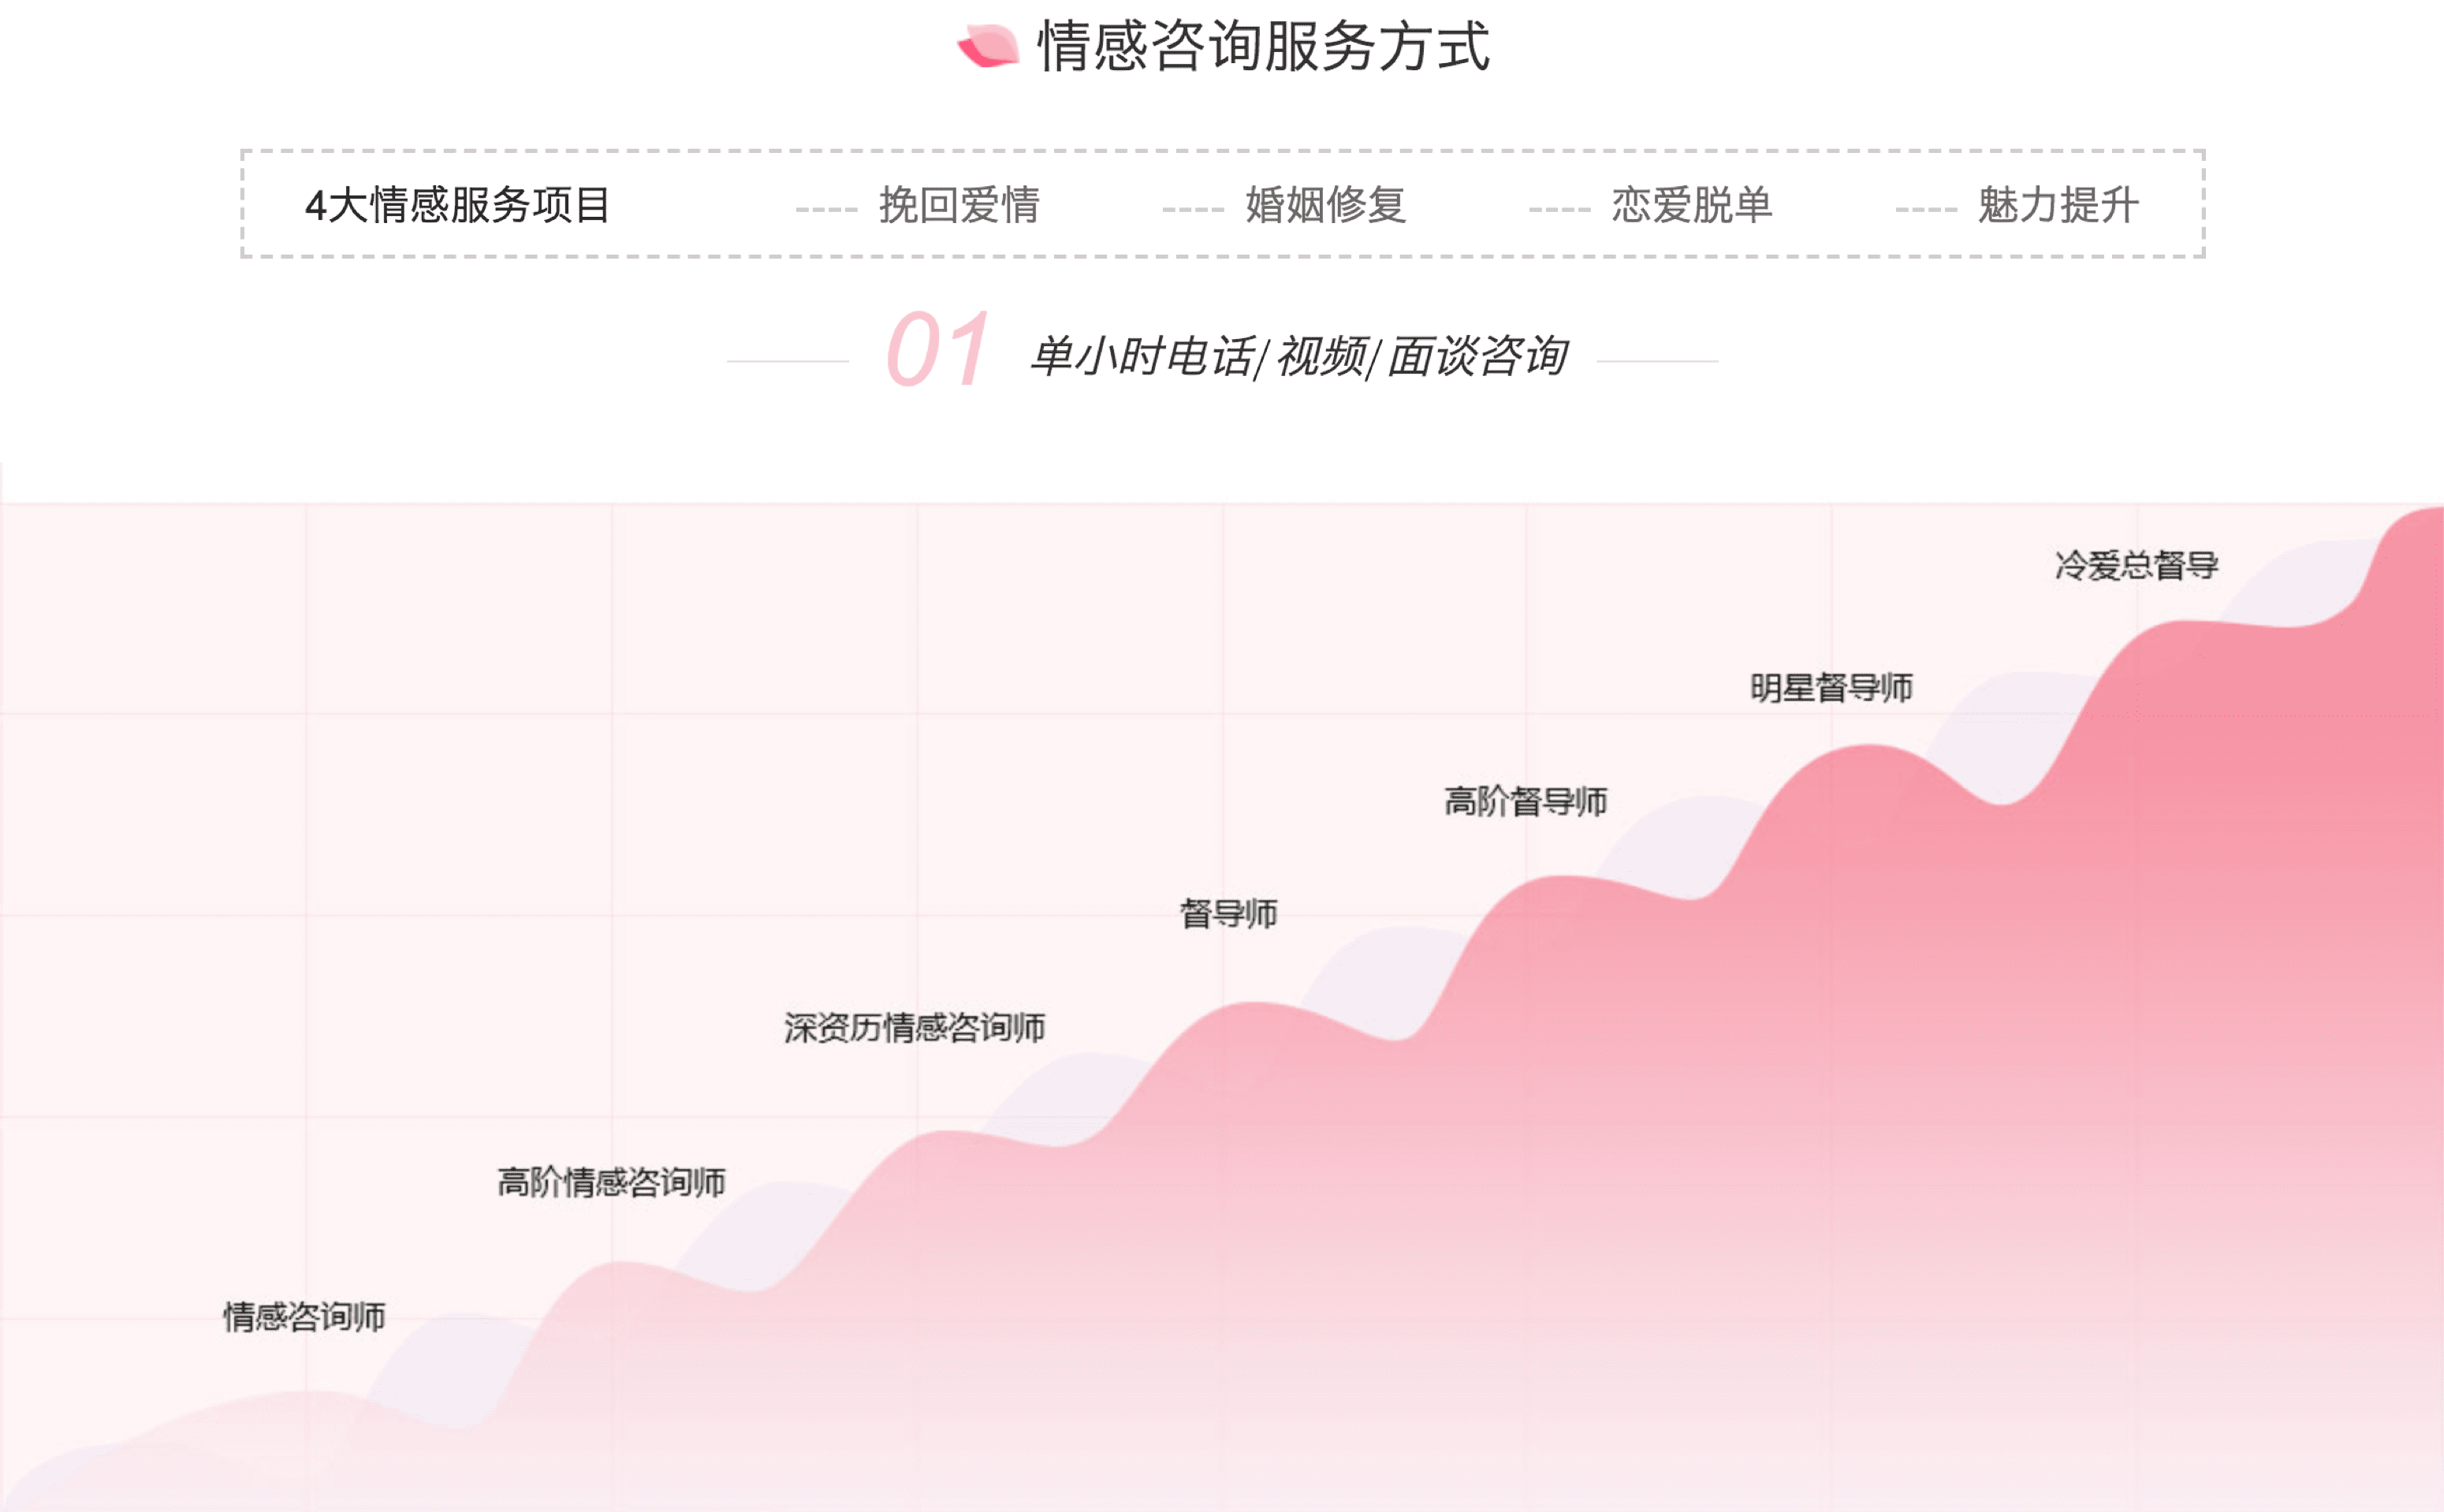 情感咨询服务方式
4大情感服务项目 挽回爱情 婚姻修复 恋爱脱单 魅力提升
01 单小时电话/视频/面谈咨询
冷爱总督导
明星督导师
高阶督导师
督导师
深资历情感咨询师
高阶情感咨询师
情感咨询师